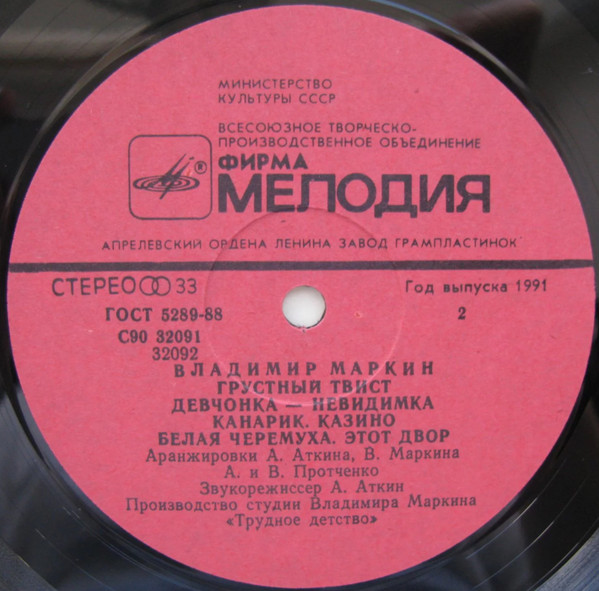 МИНИСТЕРСТВО
КУЛЬТУРЫ СССР
ВСЕСОЮЗНОЕ ТВОРЧЕСКО-
ПРОИЗВОДСТВЕННОЕ ОБЪЕДИНЕНИЕ
ФИРМА
®
МЕЛОДИЯ
АПРЕЛЕВСКИЙ ОРДЕНА ЛЕНИНА ЗАВОД ГРАМПЛАСТИНОК
СТЕРЕО 33
Год выпуска 1991
ГОСТ 5289-88
2
С90 32091
32092
ВЛАДИМИР МАРКИН
ГРУСТНЫЙ ТВИСТ
ДЕВЧОНКА — НЕВИДИМКА
КАНАРИК. КАЗИНО
БЕЛАЯ ЧЕРЕМУХА. ЭТОТ ДВОР
Аранжировки А. Аткина, В. Маркина
А. и В. Протченко
Звукорежиссер А. Аткин
Производство студии Владимира Маркина
«Трудное детство»